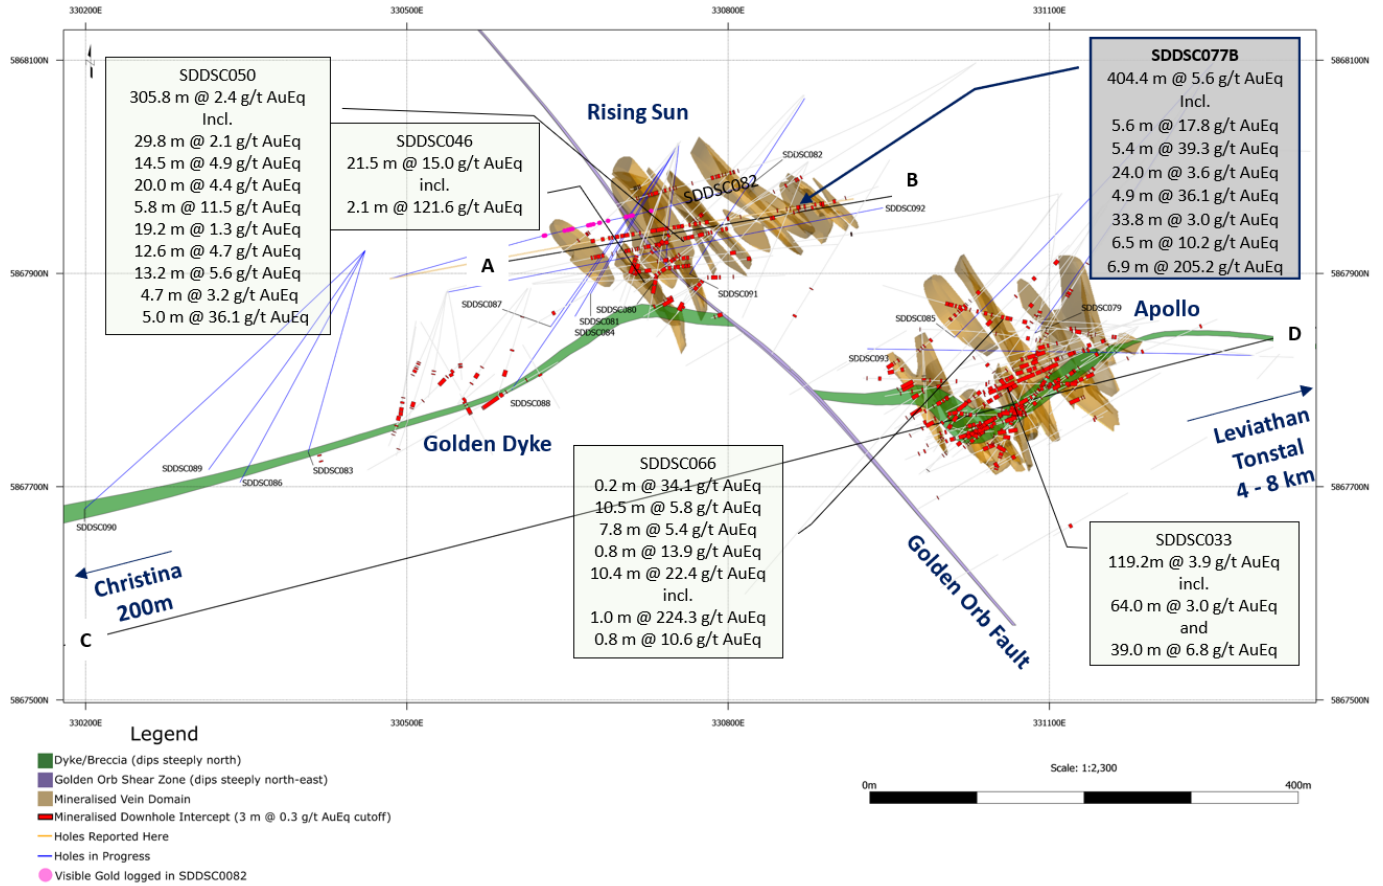 330200E
330500E
330800E
331100E
5868100N
5868100N
SDDSC050
305.8 m @ 2.4 g/t AuEq
Incl.
29.8 m @ 2.1 g/t AuEq
14.5 m @ 4.9 g/t AuEq
20.0 m @ 4.4 g/t AuEq
5.8 m @ 11.5 g/t AuEq
19.2 m @ 1.3 g/t AuEq
12.6 m @ 4.7 g/t AuEq
13.2 m @ 5.6 g/t AuEq
4.7 m @ 3.2 g/t AuEq
5.0 m @ 36.1 g/t AuEq
SDDSC046
21.5 m @ 15.0 g/t AuEq
incl.
2.1 m @ 121.6 g/t AuEq
Rising Sun
SDDSC077B
404.4 m @ 5.6 g/t AuEq
Incl.
5.6 m @ 17.8 g/t AuEq
5.4 m @ 39.3 g/t AuEq
24.0 m @ 3.6 g/t AuEq
4.9 m @ 36.1 g/t AuEq
33.8 m @ 3.0 g/t AuEq
6.5 m @ 10.2 g/t AuEq
6.9 m @ 205.2 g/t AuEq
SDDSC082
SDDSC082
B
SDDSC092
A
5867900N
5867900N
SDDSC091
SDDSC087
SDDSC080
SDDSC081
SDDSC084
SDDSC085
SDDSC079
Apollo
D
SDDSC093
SDDSC088
Golden Dyke
Leviathan
Tonstal
4 - 8 km
SDDSC089
SDDSC083
SDDSC086
5867700N
5867700N
SDDSC090
SDDSC066
0.2 m @ 34.1 g/t AuEq
10.5 m @ 5.8 g/t AuEq
7.8 m @ 5.4 g/t AuEq
0.8 m @ 13.9 g/t AuEq
10.4 m @ 22.4 g/t AuEq
incl.
1.0 m @ 224.3 g/t AuEq
0.8 m @ 10.6 g/t AuEq
Golden Orb Fault
SDDSC033
119.2m @ 3.9 g/t AuEq
incl.
64.0 m @ 3.0 g/t AuEq
and
39.0 m @ 6.8 g/t AuEq
Christina
200m
C
5867500N
5867500N
330200E
330500E
330800E
331100E
Legend
Dyke/Breccia (dips steeply north)
Golden Orb Shear Zone (dips steeply north-east)
Mineralised Vein Domain
Mineralised Downhole Intercept (3 m @ 0.3 g/t AuEq cutoff)
Holes Reported Here
Holes in Progress
Visible Gold logged in SDDSC0082
Scale: 1:2,300
0m
400m